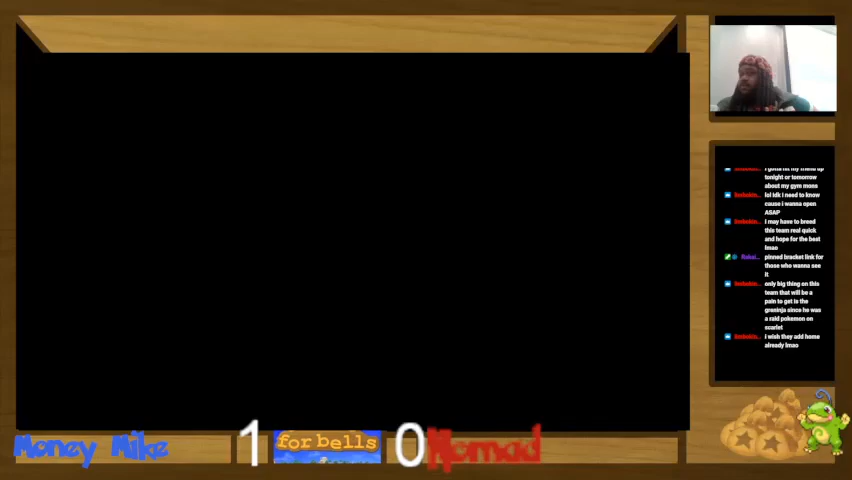 i gotta hit my friend up
tonight or tomorrow
about my gym mons
lol idk i need to know
cause i wanna open
ASAP
i may have to breed
this team real quick
and hope for the best
lmao
pinned bracket link for
those who wanna see
it
only big thing on this
team that will be a
pain to get is the
greninja since he was
a raid pokemon on
scarlet
i wish they add home
already lmao
Money Mike
1
for bells
0
Nomad